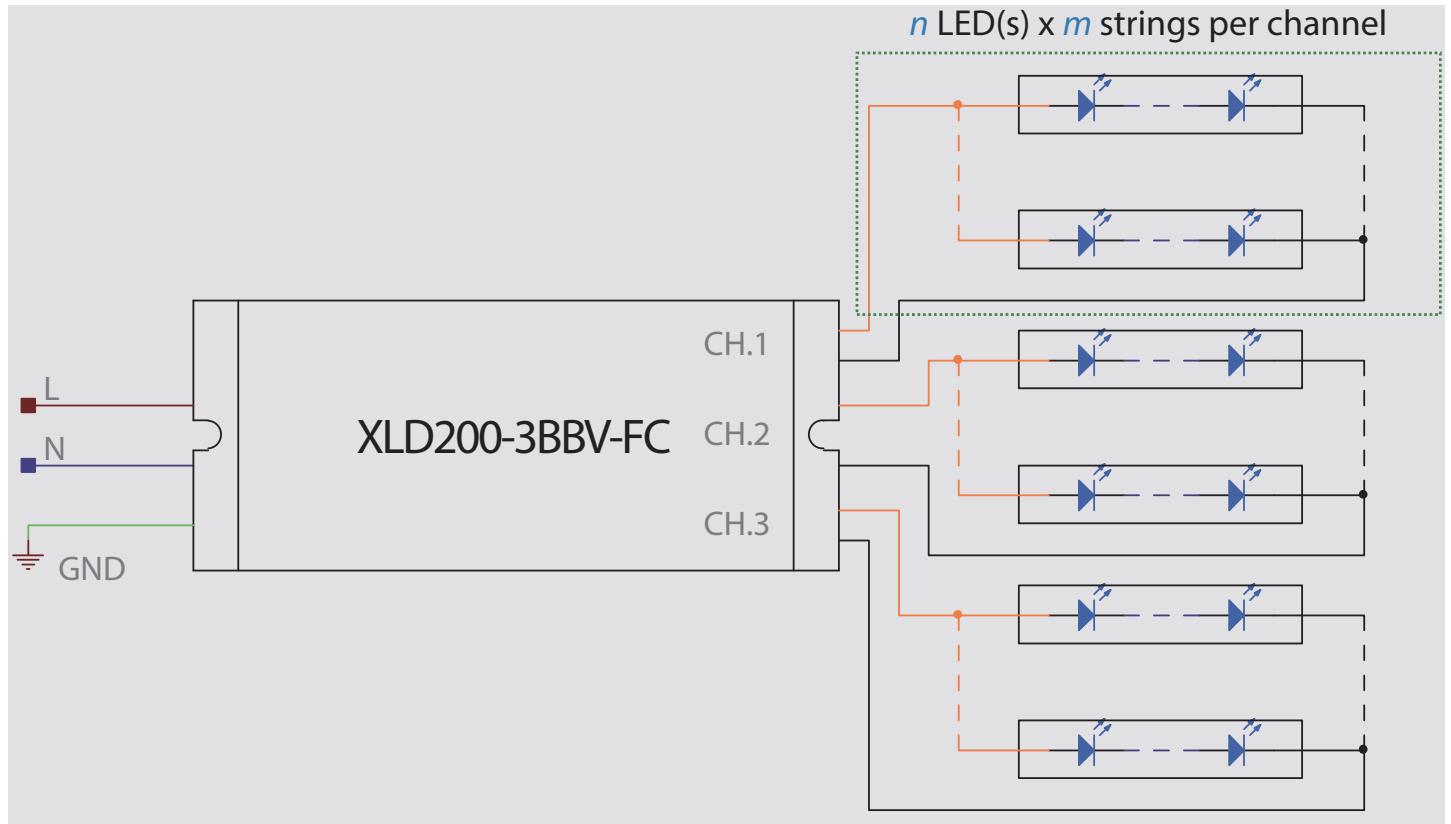 n LED(s) x m strings per channel
CH.1
L
XLD200-3BBV-FC
CH.2
N
CH.3
GND